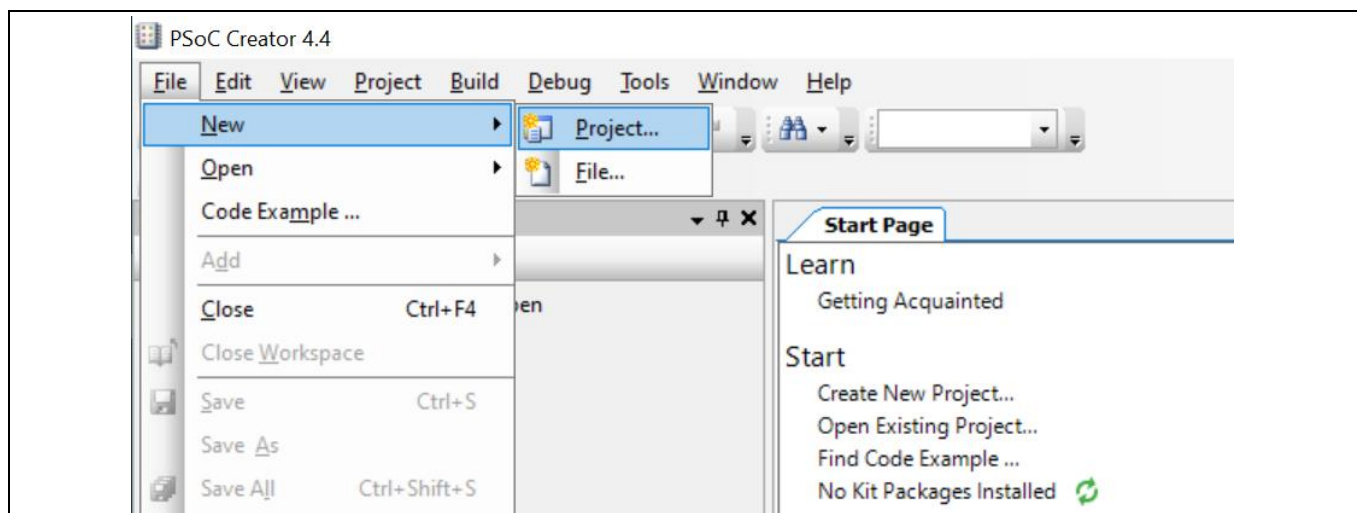 PSoC Creator 4.4
File Edit View Project Build Debug Tools Window Help
New Project...
Open File...
Code Example ...
Add
Close Ctrl+F4
Close Workspace
Save Ctrl+S
Save As
Save All Ctrl+Shift+S
Start Page
Learn
Getting Acquainted
Start
Create New Project...
Open Existing Project...
Find Code Example ...
No Kit Packages Installed